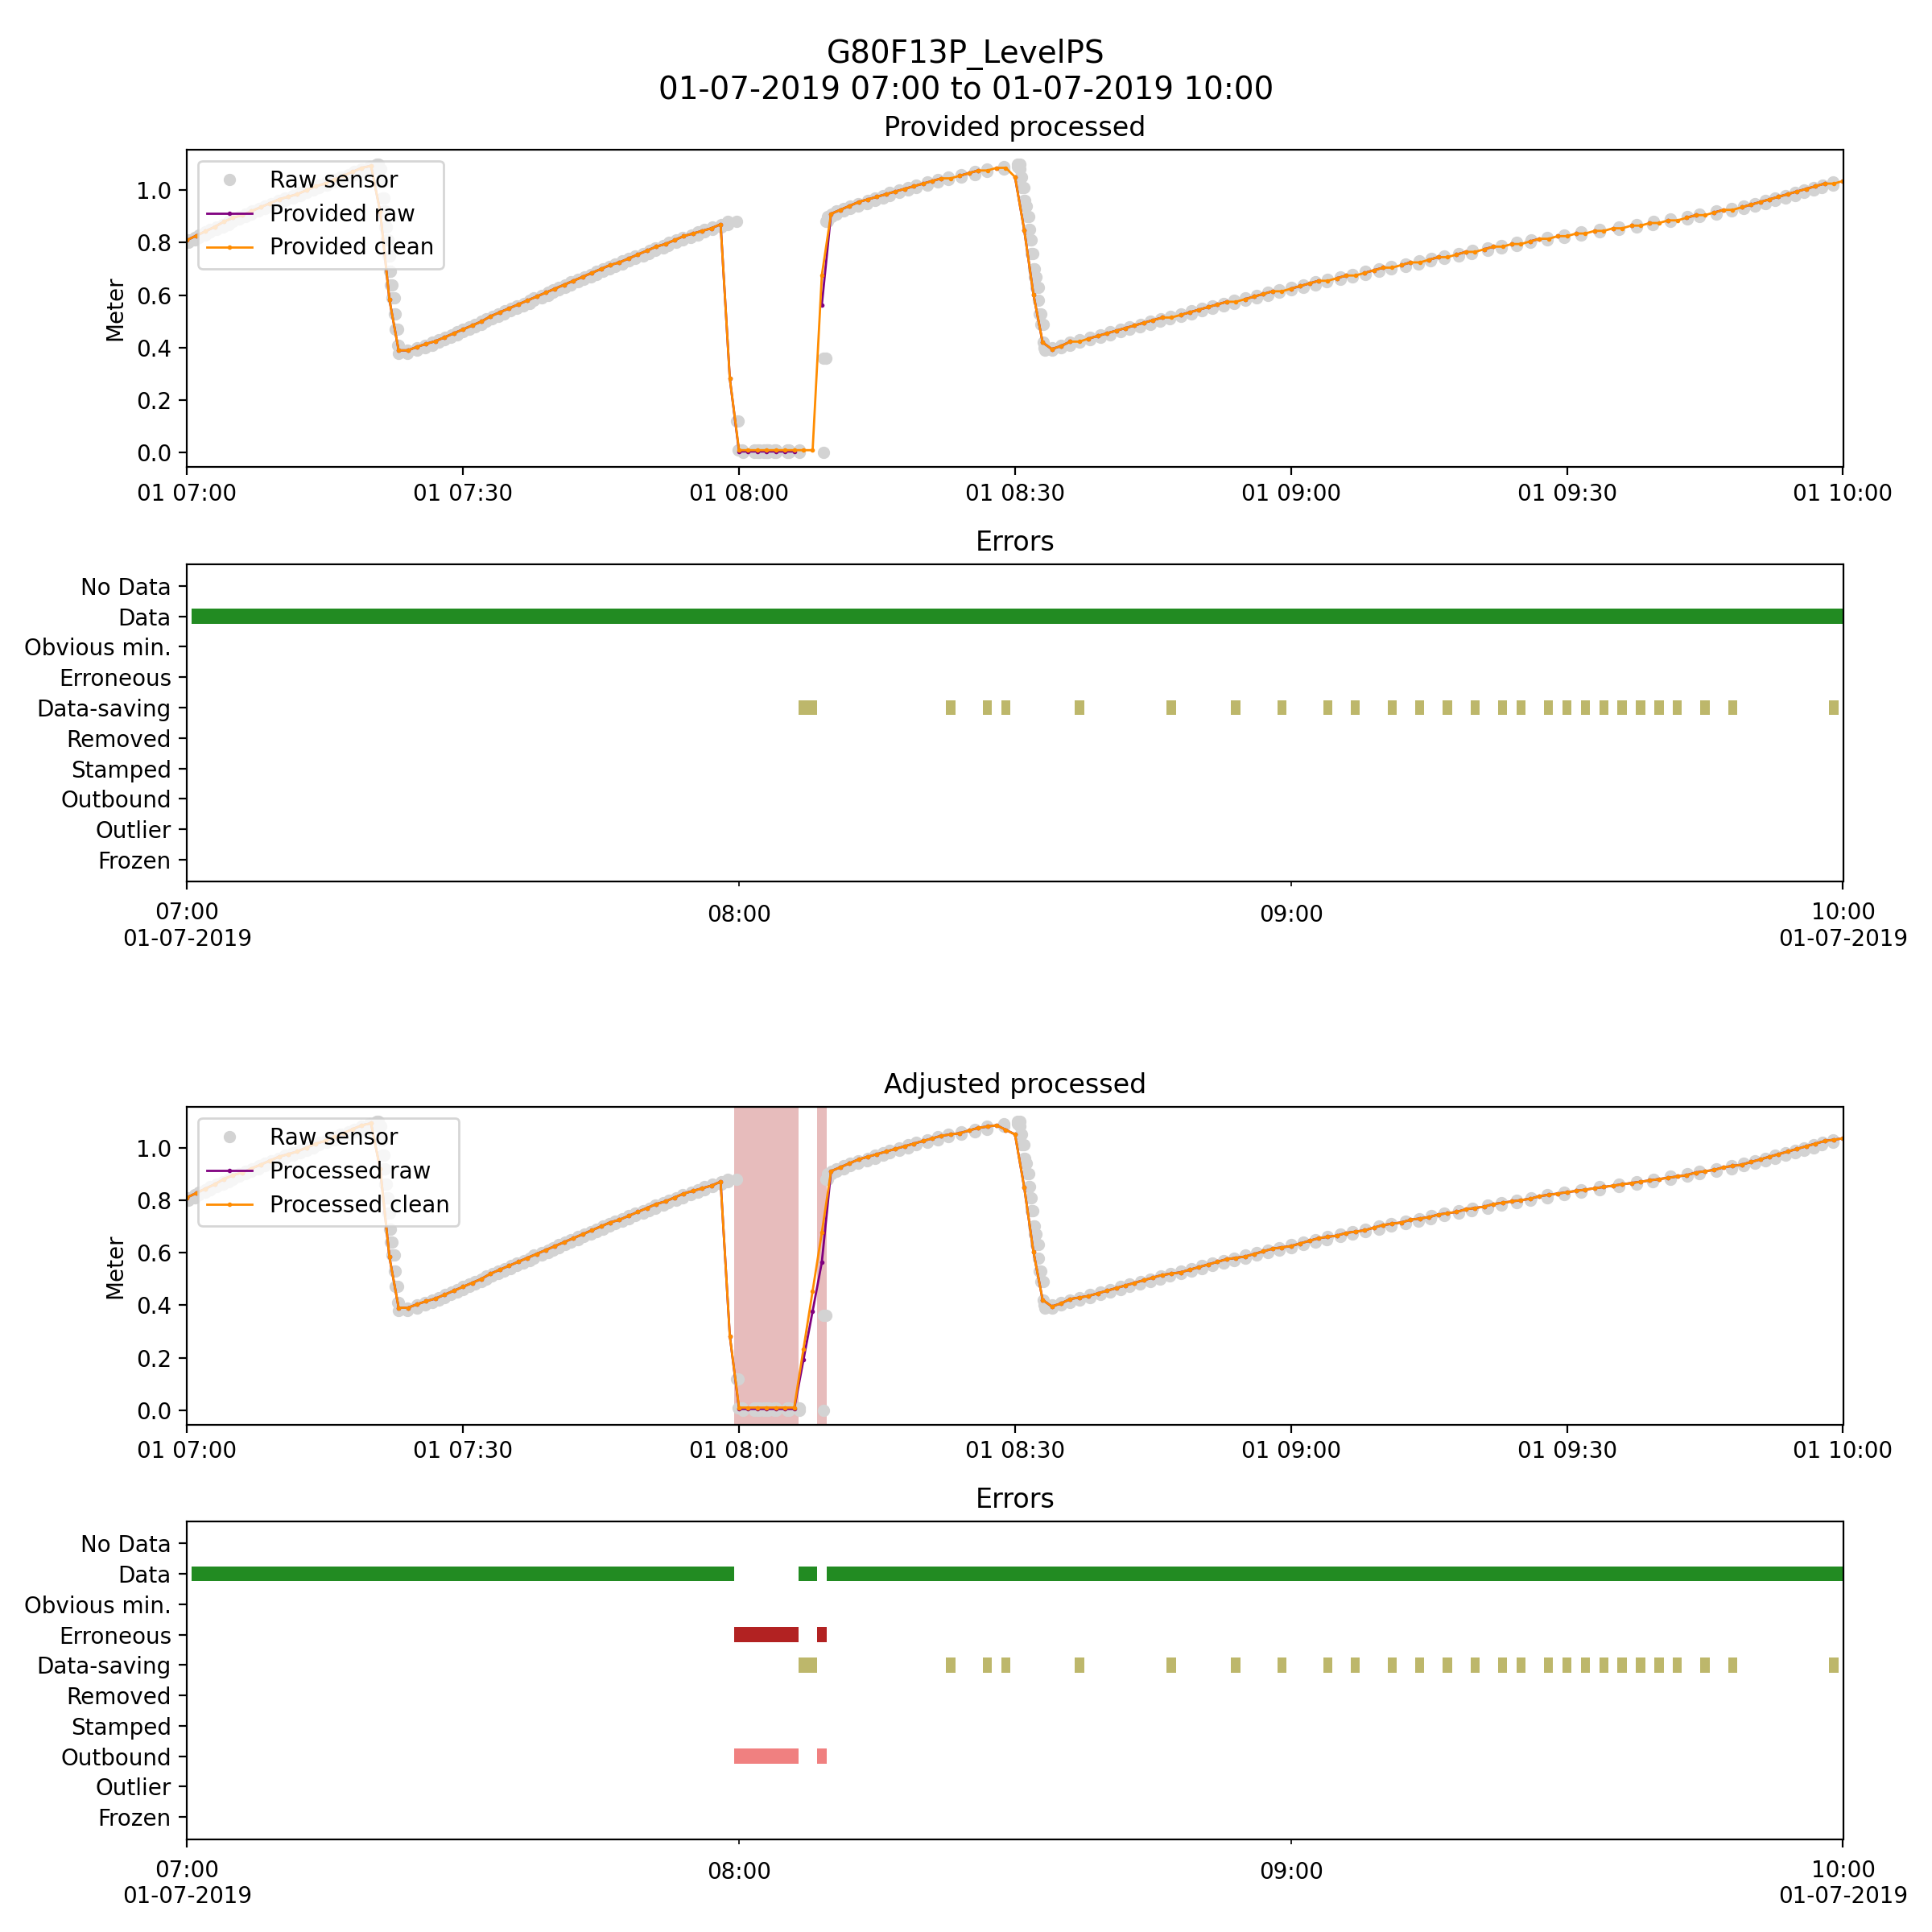 G80F13P_LevelPS
01-07-2019 07:00 to 01-07-2019 10:00
Provided processed
Raw sensor
Provided raw
Provided clean
Meter
1.0
0.8
0.6
0.4
0.2
0.0
01 07:00 01 07:30 01 08:00 01 08:30 01 09:00 01 09:30 01 10:00
Errors
No Data
Data
Obvious min.
Erroneous
Data-saving
Removed
Stamped
Outbound
Outlier
Frozen
07:00 08:00 09:00 10:00
01-07-2019 01-07-2019
Adjusted processed
Raw sensor
Processed raw
Processed clean
Meter
1.0
0.8
0.6
0.4
0.2
0.0
01 07:00 01 07:30 01 08:00 01 08:30 01 09:00 01 09:30 01 10:00
Errors
No Data
Data
Obvious min.
Erroneous
Data-saving
Removed
Stamped
Outbound
Outlier
Frozen
07:00 08:00 09:00 10:00
01-07-2019 01-07-2019